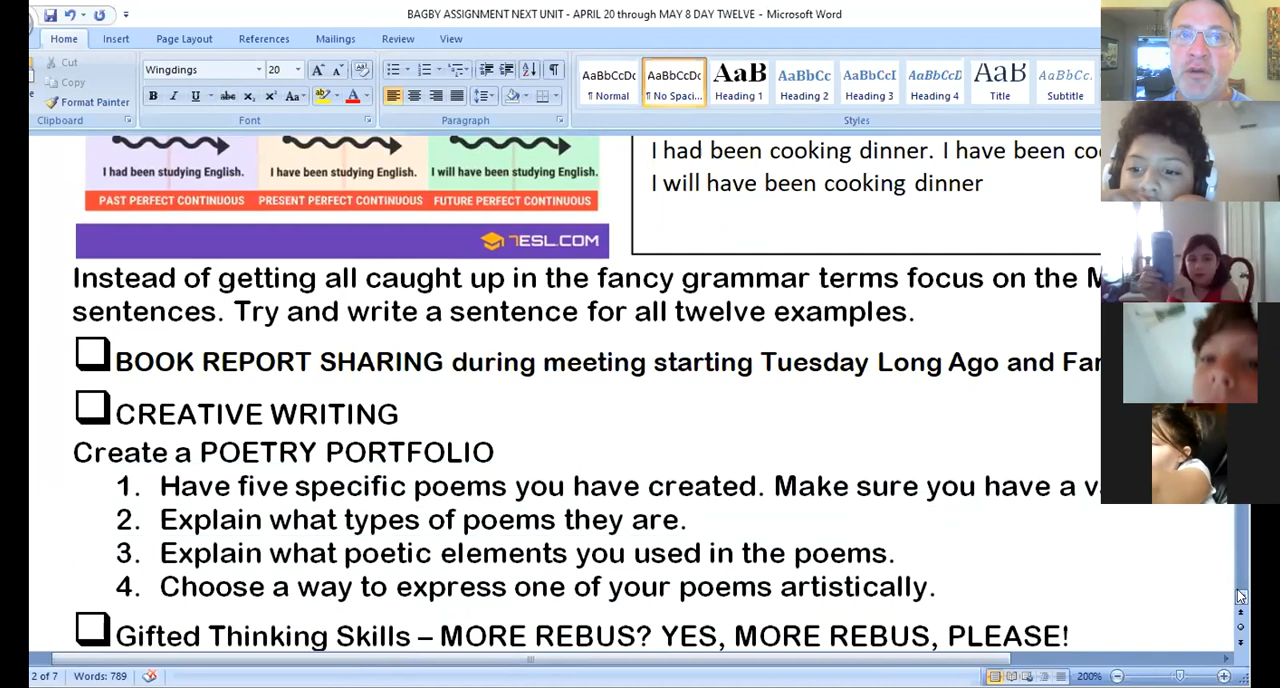 BAGBY ASSIGNMENT NEXT UNIT - APRIL 20 through MAY 8 DAY TWELVE - Microsoft Word
Home Insert Page Layout References Mailings Review View
Cut
Copy
Format Painter
Wingdings 20
B I U abc X₂ X² Aa
AaBbCcDc AaBbCcDc AaB AaBbCc AaBbCcI AaBbCcD AaB AaBbCcD
¶ Normal ¶ No Spaci... Heading 1 Heading 2 Heading 3 Heading 4 Title Subtitle
Clipboard Font Paragraph Styles
I had been studying English. I have been studying English. I will have been studying English.
PAST PERFECT CONTINUOUS PRESENT PERFECT CONTINUOUS FUTURE PERFECT CONTINUOUS
7ESL.COM
I had been cooking dinner. I have been co
I will have been cooking dinner
Instead of getting all caught up in the fancy grammar terms focus on the M
sentences. Try and write a sentence for all twelve examples.
BOOK REPORT SHARING during meeting starting Tuesday Long Ago and Far
CREATIVE WRITING
Create a POETRY PORTFOLIO
1. Have five specific poems you have created. Make sure you have a v
2. Explain what types of poems they are.
3. Explain what poetic elements you used in the poems.
4. Choose a way to express one of your poems artistically.
Gifted Thinking Skills – MORE REBUS? YES, MORE REBUS, PLEASE!
2 of 7 Words: 789 200%